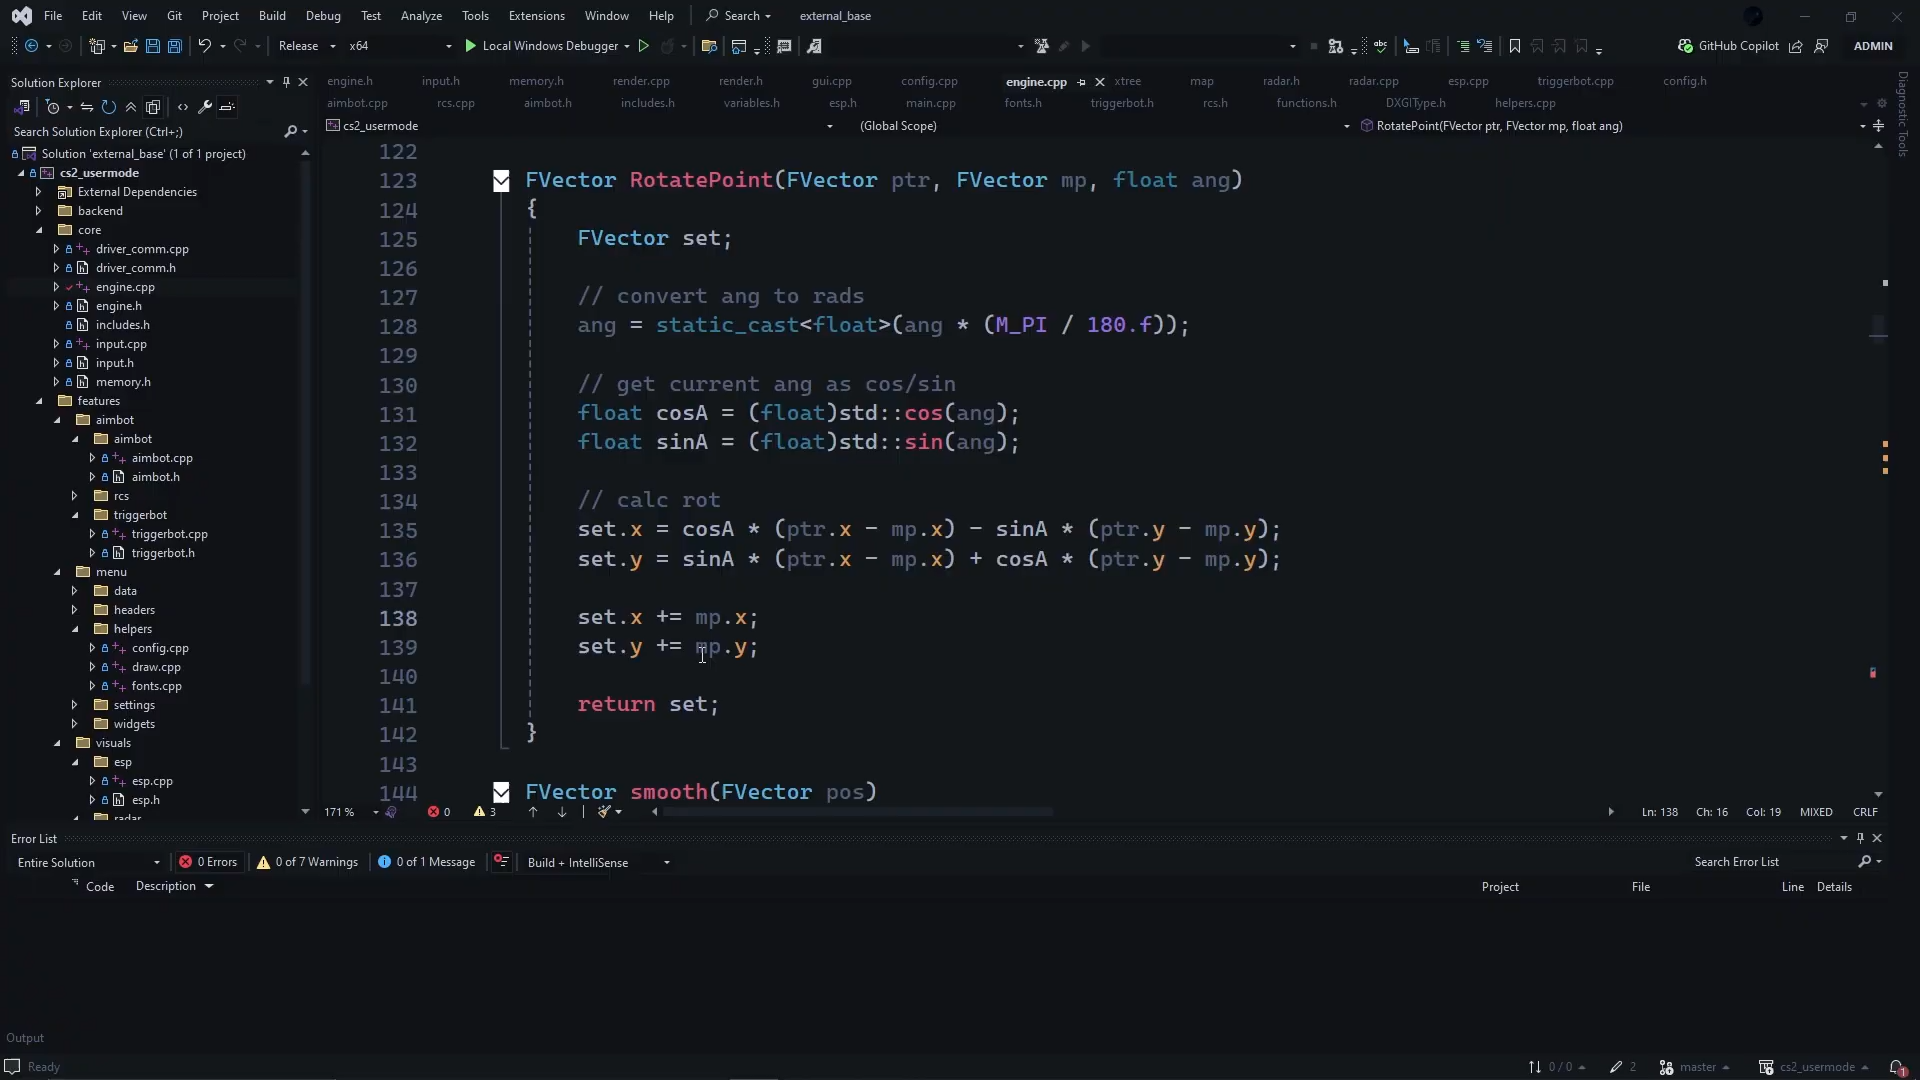 File Edit View Git Project Build Debug Test Analyze Tools Extensions Window Help Search external_base
Release x64 Local Windows Debugger GitHub Copilot ADMIN
Solution Explorer
Search Solution Explorer (Ctrl+;)
Solution 'external_base' (1 of 1 project)
cs2_usermode
External Dependencies
backend
core
driver_comm.cpp
driver_comm.h
engine.cpp
engine.h
includes.h
input.cpp
input.h
memory.h
features
aimbot
aimbot
aimbot.cpp
aimbot.h
rcs
triggerbot
triggerbot.cpp
triggerbot.h
menu
data
headers
helpers
config.cpp
draw.cpp
fonts.cpp
settings
widgets
visuals
esp
esp.cpp
esp.h
radar
engine.h input.h memory.h render.cpp render.h gui.cpp config.cpp engine.cpp xtree map radar.h radar.cpp esp.cpp triggerbot.cpp config.h
aimbot.cpp rcs.cpp aimbot.h includes.h variables.h esp.h main.cpp fonts.h triggerbot.h rcs.h functions.h DXGIType.h helpers.cpp
cs2_usermode (Global Scope) RotatePoint(FVector ptr, FVector mp, float ang)
122
123 FVector RotatePoint(FVector ptr, FVector mp, float ang)
124 {
125 FVector set;
126
127 // convert ang to rads
128 ang = static_cast<float>(ang * (M_PI / 180.f));
129
130 // get current ang as cos/sin
131 float cosA = (float)std::cos(ang);
132 float sinA = (float)std::sin(ang);
133
134 // calc rot
135 set.x = cosA * (ptr.x - mp.x) - sinA * (ptr.y - mp.y);
136 set.y = sinA * (ptr.x - mp.x) + cosA * (ptr.y - mp.y);
137
138 set.x += mp.x;
139 set.y += mp.y;
140
141 return set;
142 }
143
144 FVector smooth(FVector pos)
171 % 0 3 Ln: 138 Ch: 16 Col: 19 MIXED CRLF
Diagnostic Tools
Error List
Entire Solution 0 Errors 0 of 7 Warnings 0 of 1 Message Build + IntelliSense Search Error List
Code Description Project File Line Details
Output
Ready 0 / 0 2 master cs2_usermode 1